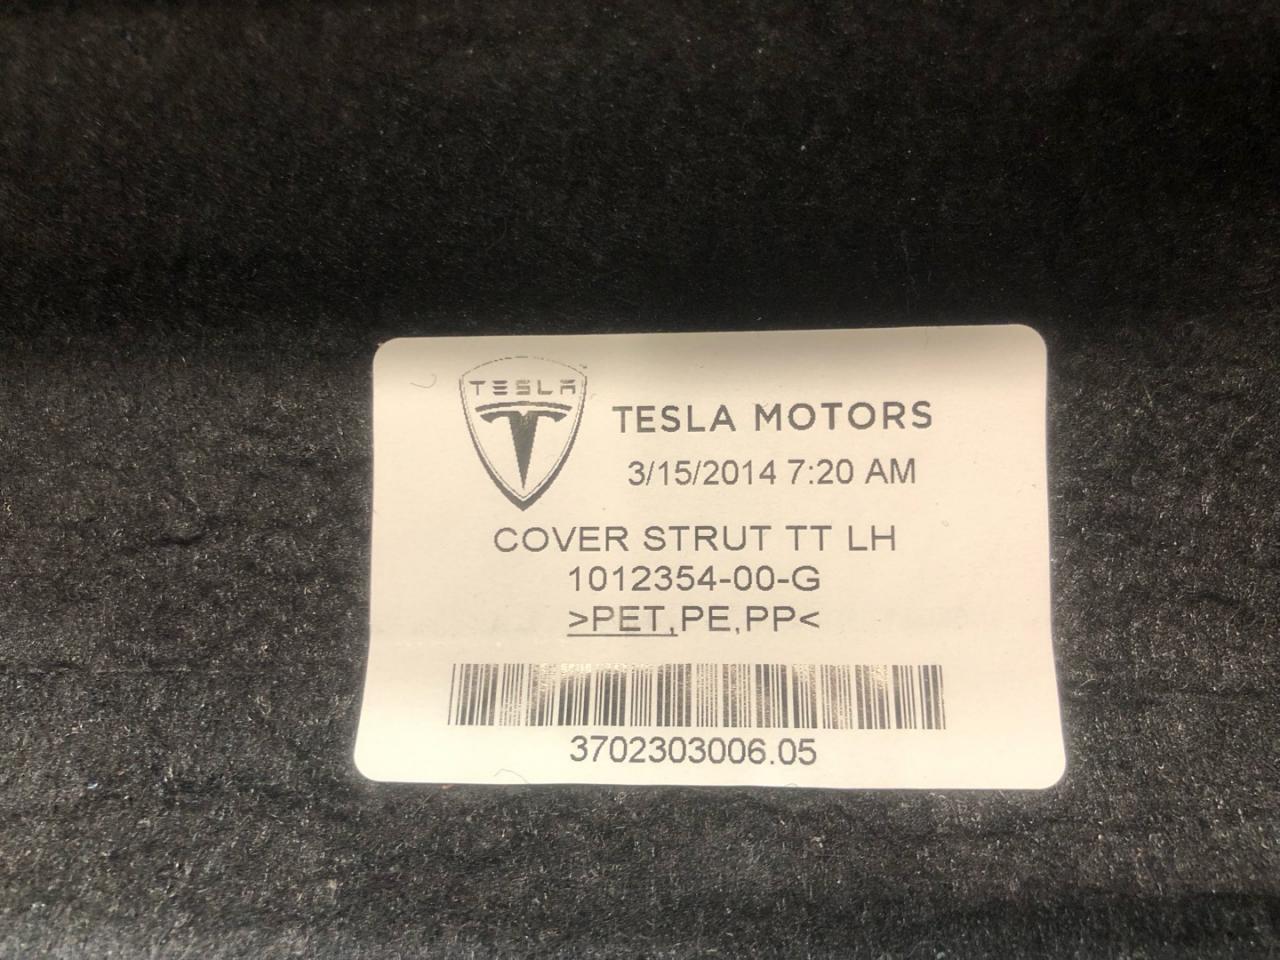 TESLA
TESLA MOTORS
3/15/2014 7:20 AM
COVER STRUT TT LH
1012354-00-G
>PET,PE,PP<
3702303006.05